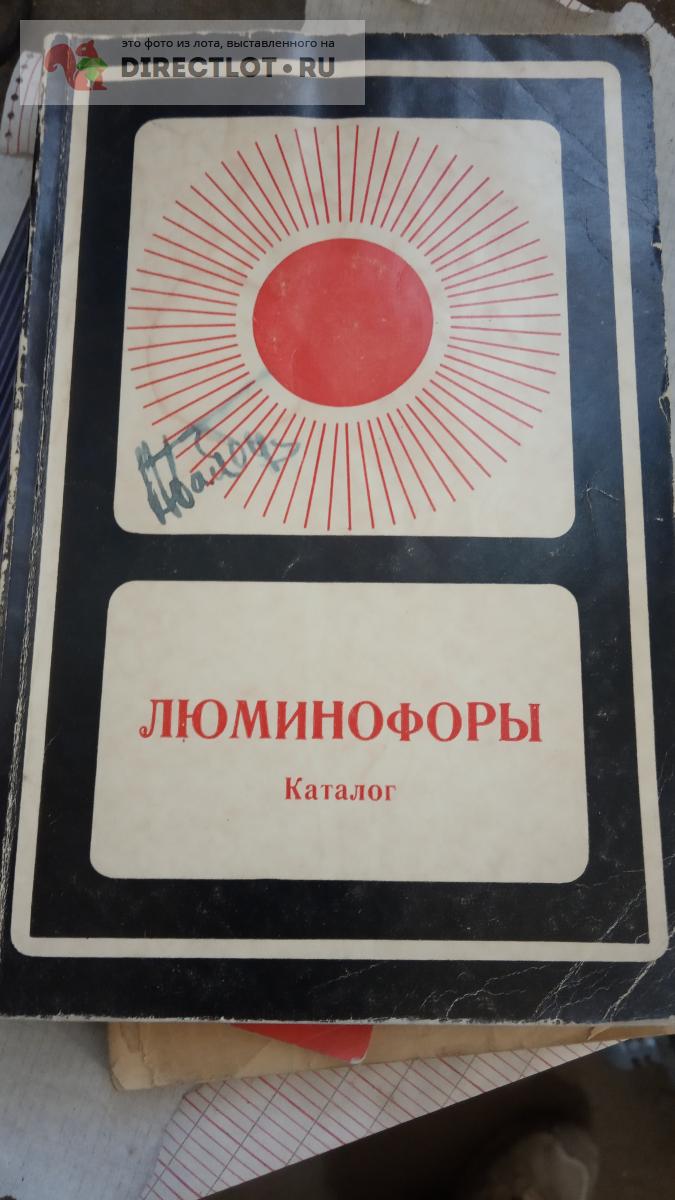 это фото из лота, выставленного на
DIRECTLOT.RU
ЛЮМИНОФОРЫ
Каталог